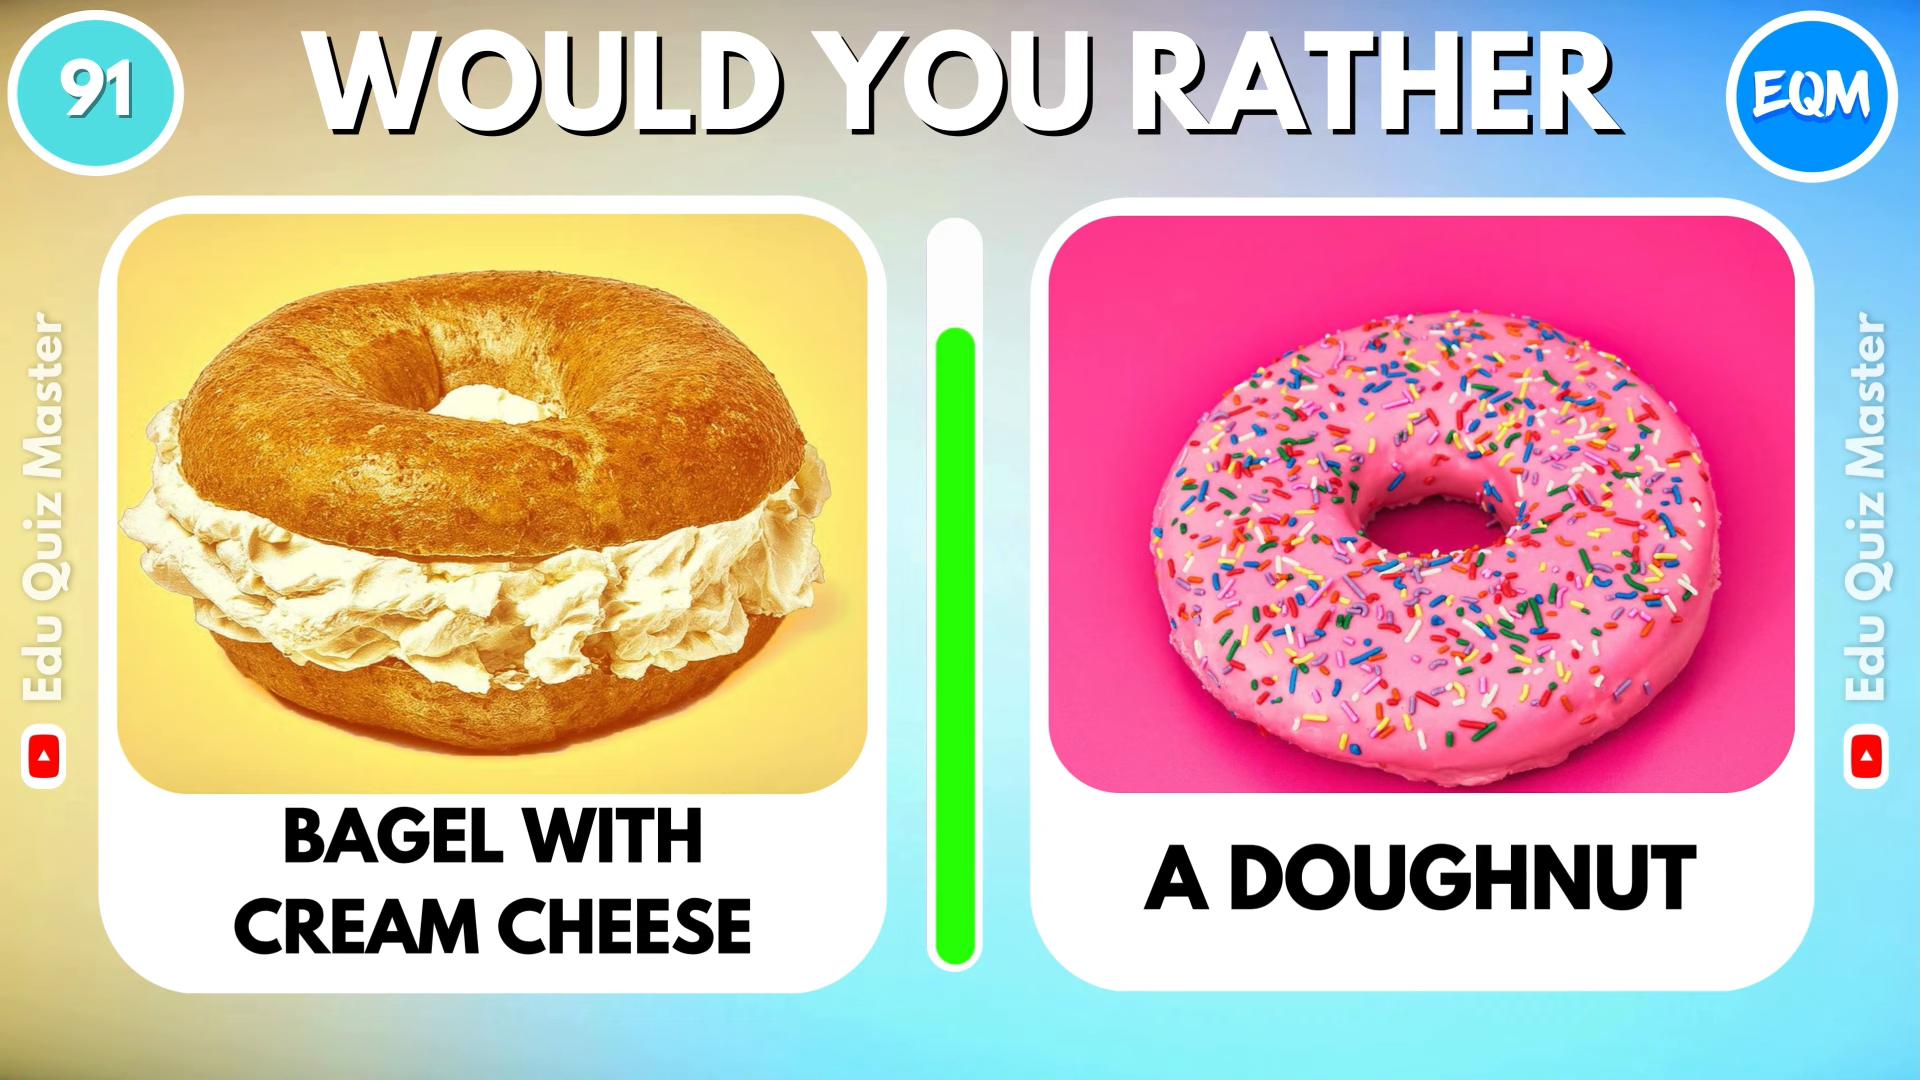 91
WOULD YOU RATHER
EQM
Edu Quiz Master
Edu Quiz Master
BAGEL WITH
CREAM CHEESE
A DOUGHNUT